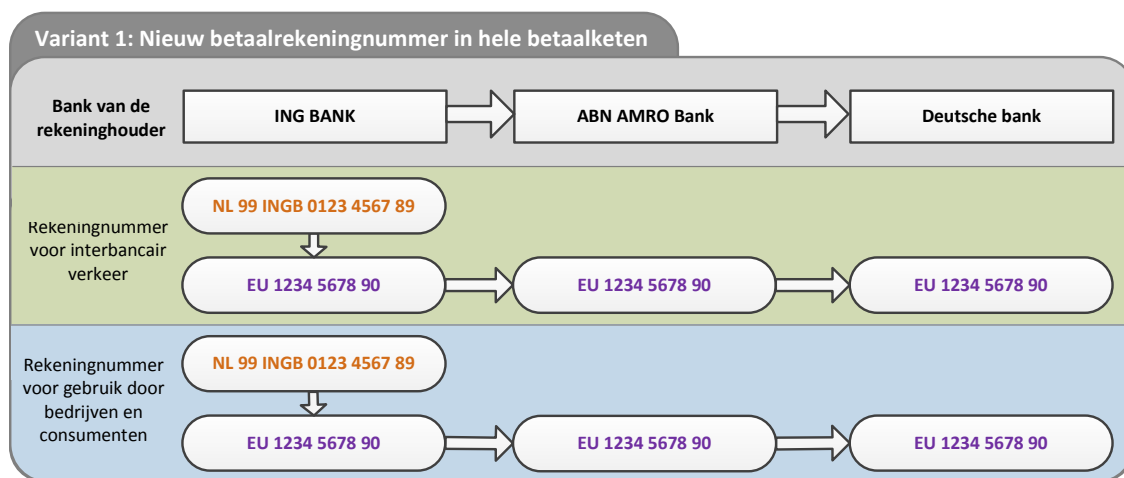 Variant 1: Nieuw betaalrekeningnummer in hele betaalketen
Bank van de
rekeninghouder
ING BANK
ABN AMRO Bank
Deutsche bank
Rekeningnummer
voor interbancair
verkeer
NL 99 INGB 0123 4567 89
EU 1234 5678 90
EU 1234 5678 90
EU 1234 5678 90
Rekeningnummer
voor gebruik door
bedrijven en
consumenten
NL 99 INGB 0123 4567 89
EU 1234 5678 90
EU 1234 5678 90
EU 1234 5678 90